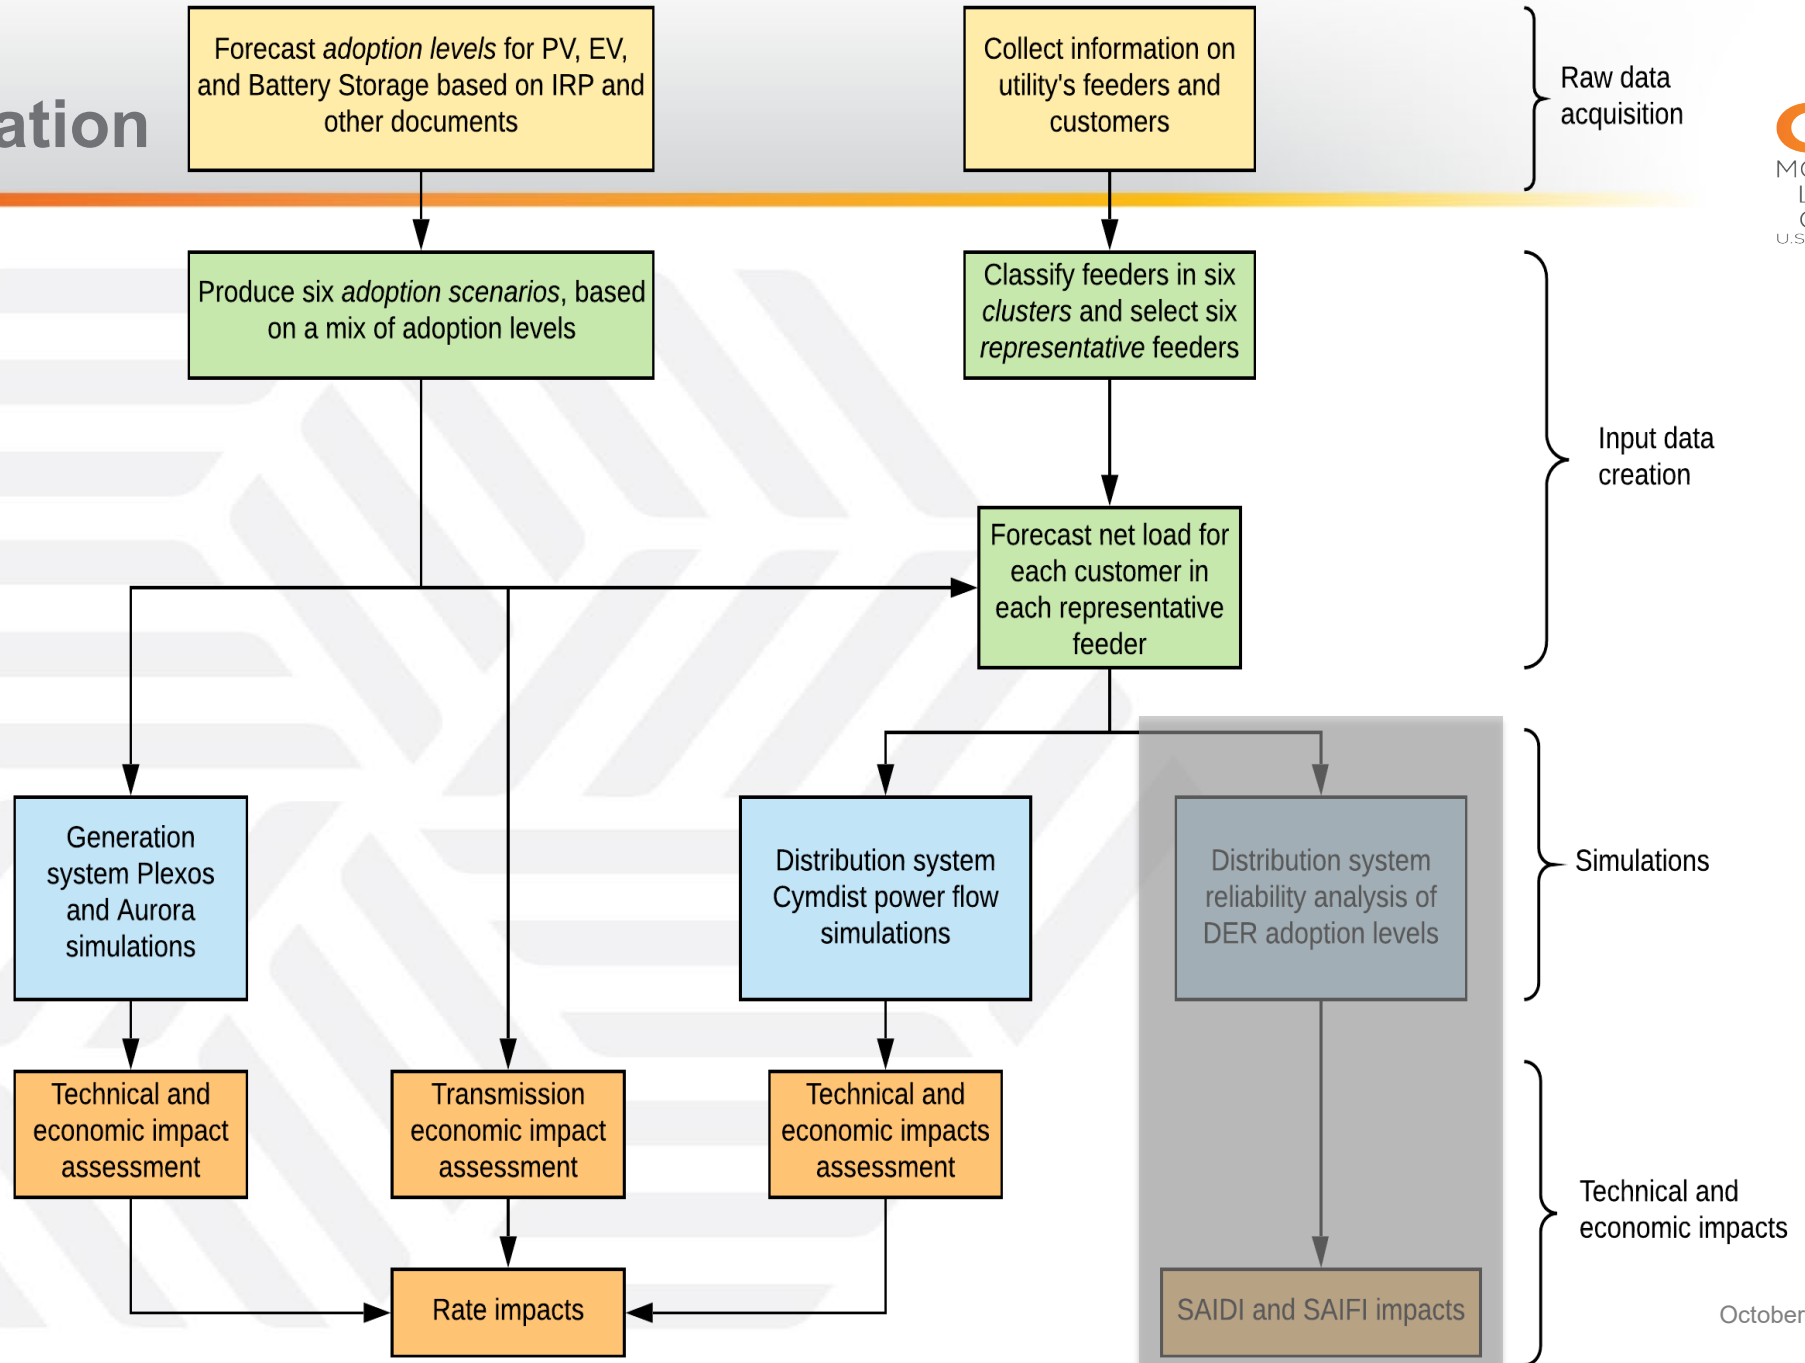 Forecast adoption levels for PV, EV,
and Battery Storage based on IRP and
other documents
Collect information on
utility's feeders and
customers
Raw data
acquisition
ation
MO
L
U.S
Produce six adoption scenarios, based
on a mix of adoption levels
Classify feeders in six
clusters and select six
representative feeders
Input data
creation
Forecast net load for
each customer in
each representative
feeder
Generation
system Plexos
and Aurora
simulations
Distribution system
Cymdist power flow
simulations
Distribution system
reliability analysis of
DER adoption levels
Simulations
Technical and
economic impact
assessment
Transmission
economic impact
assessment
Technical and
economic impacts
assessment
Technical and
economic impacts
Rate impacts
SAIDI and SAIFI impacts
October